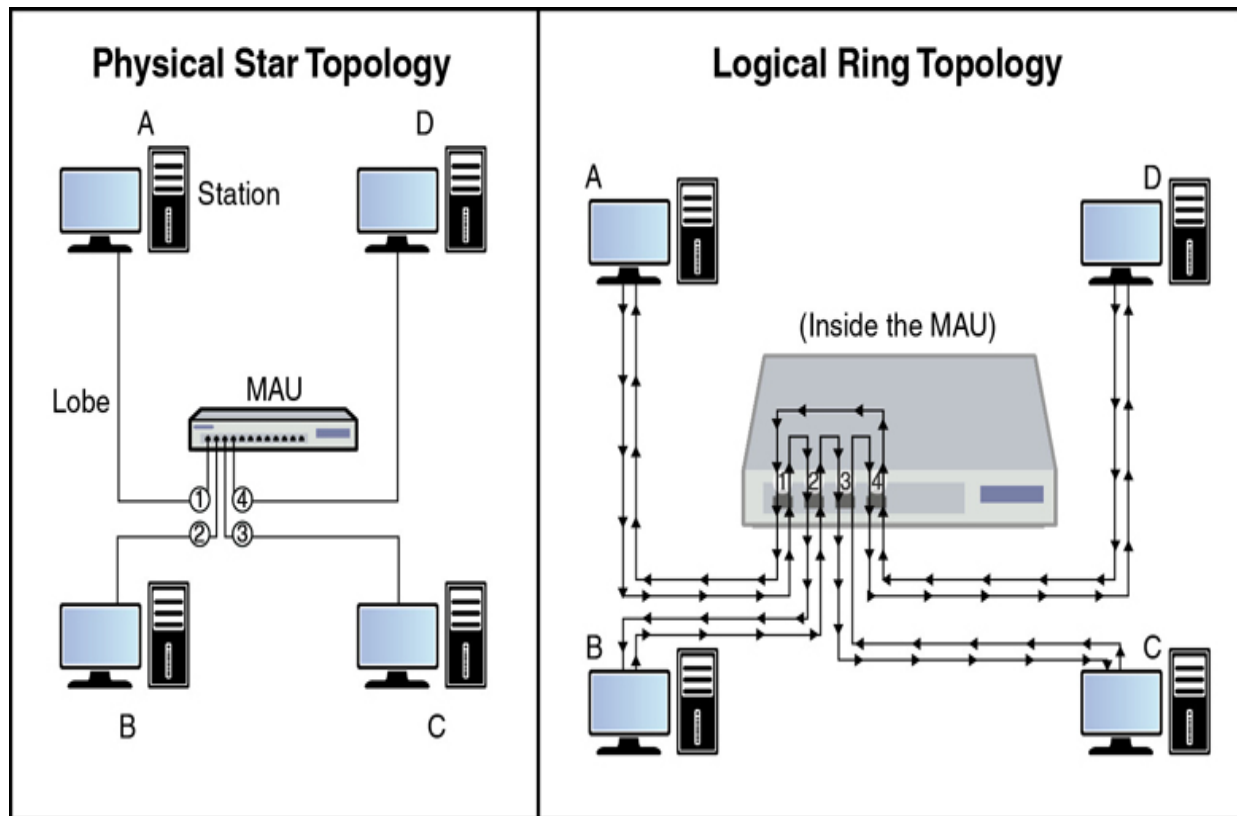 Physical Star Topology
A
D
Station
Lobe
MAU
1
4
2
3
B
C
Logical Ring Topology
A
D
(Inside the MAU)
1 2 3 4
B
C